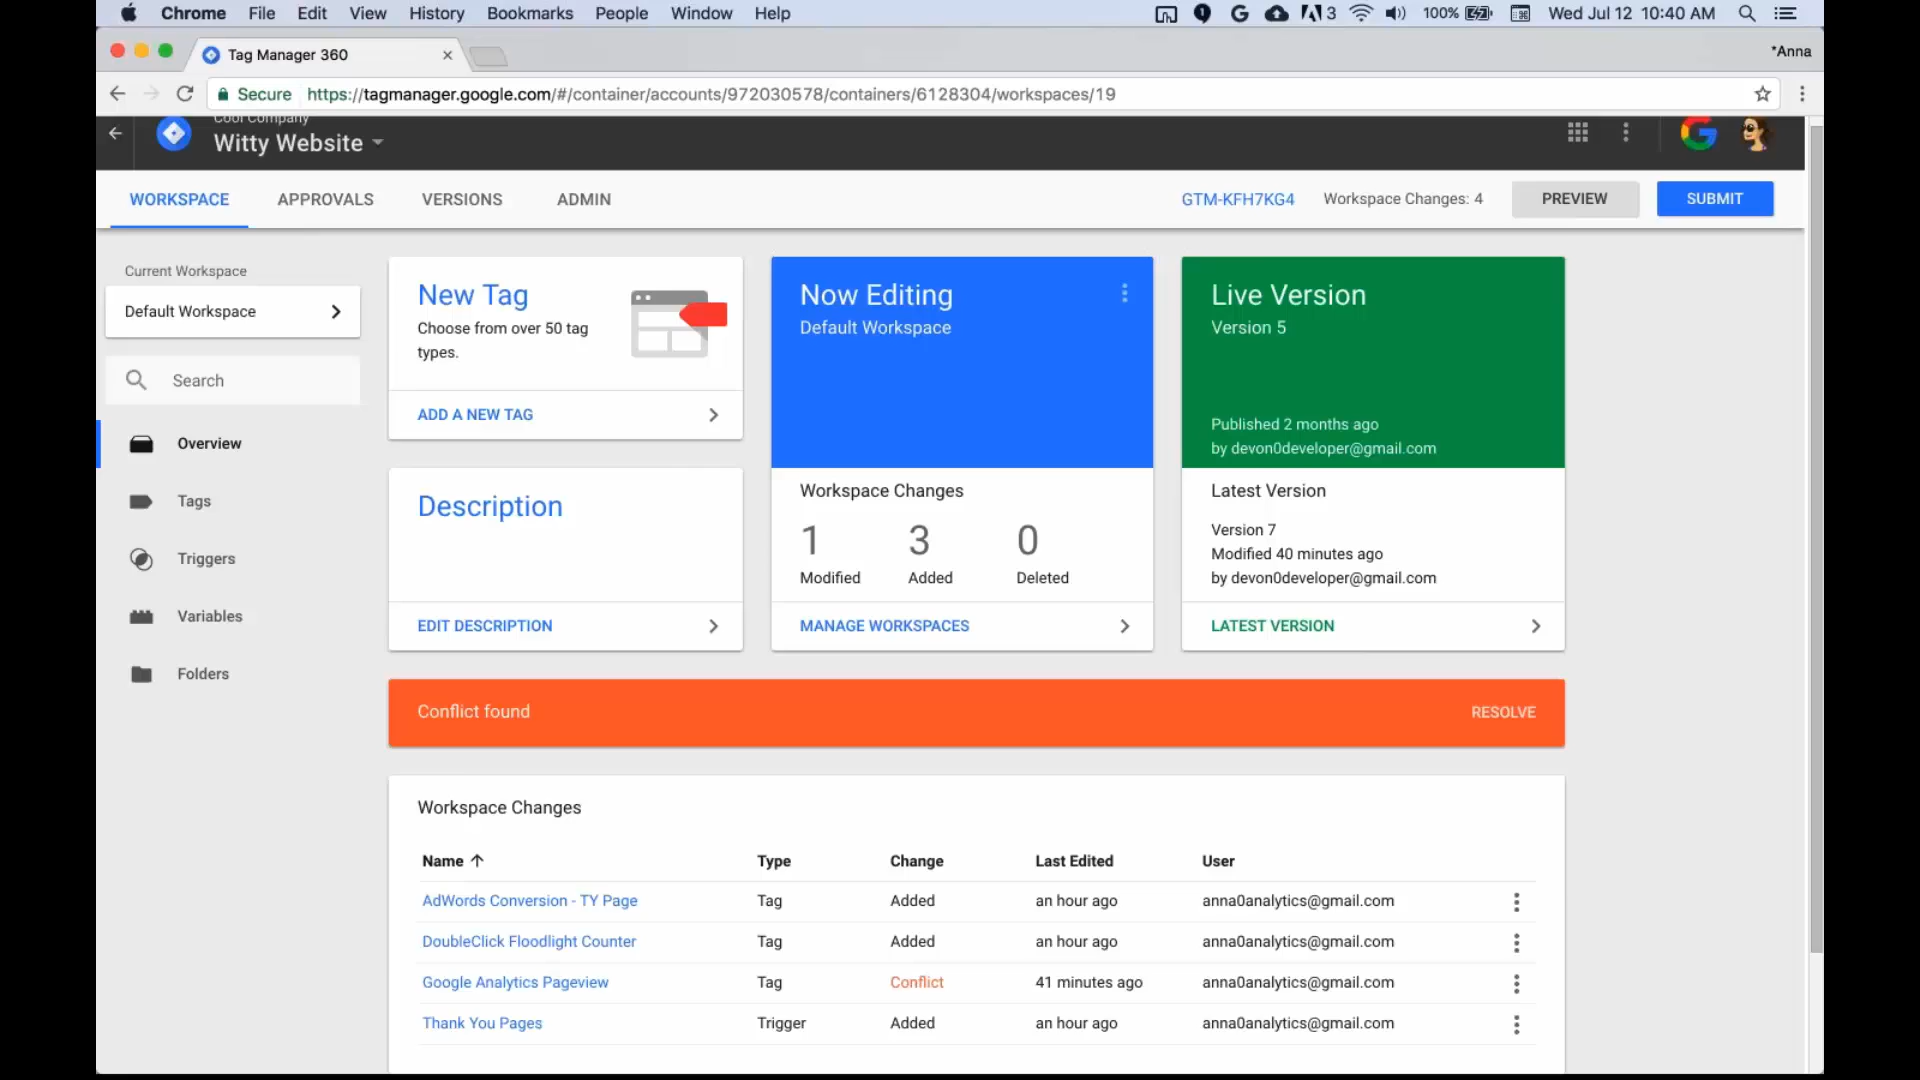 Chrome File Edit View History Bookmarks People Window Help 3 100% Wed Jul 12 10:40 AM
Tag Manager 360 *Anna
Secure https://tagmanager.google.com/#/container/accounts/972030578/containers/6128304/workspaces/19
Cool Company
Witty Website
WORKSPACE APPROVALS VERSIONS ADMIN GTM-KFH7KG4 Workspace Changes: 4 PREVIEW SUBMIT
Current Workspace
Default Workspace
Search
Overview
Tags
Triggers
Variables
Folders
New Tag
Choose from over 50 tag
types.
ADD A NEW TAG
Description
EDIT DESCRIPTION
Now Editing
Default Workspace
Workspace Changes
1 3 0
Modified Added Deleted
MANAGE WORKSPACES
Live Version
Version 5
Published 2 months ago
by devon0developer@gmail.com
Latest Version
Version 7
Modified 40 minutes ago
by devon0developer@gmail.com
LATEST VERSION
Conflict found RESOLVE
Workspace Changes
Name Type Change Last Edited User
AdWords Conversion - TY Page Tag Added an hour ago anna0analytics@gmail.com
DoubleClick Floodlight Counter Tag Added an hour ago anna0analytics@gmail.com
Google Analytics Pageview Tag Conflict 41 minutes ago anna0analytics@gmail.com
Thank You Pages Trigger Added an hour ago anna0analytics@gmail.com